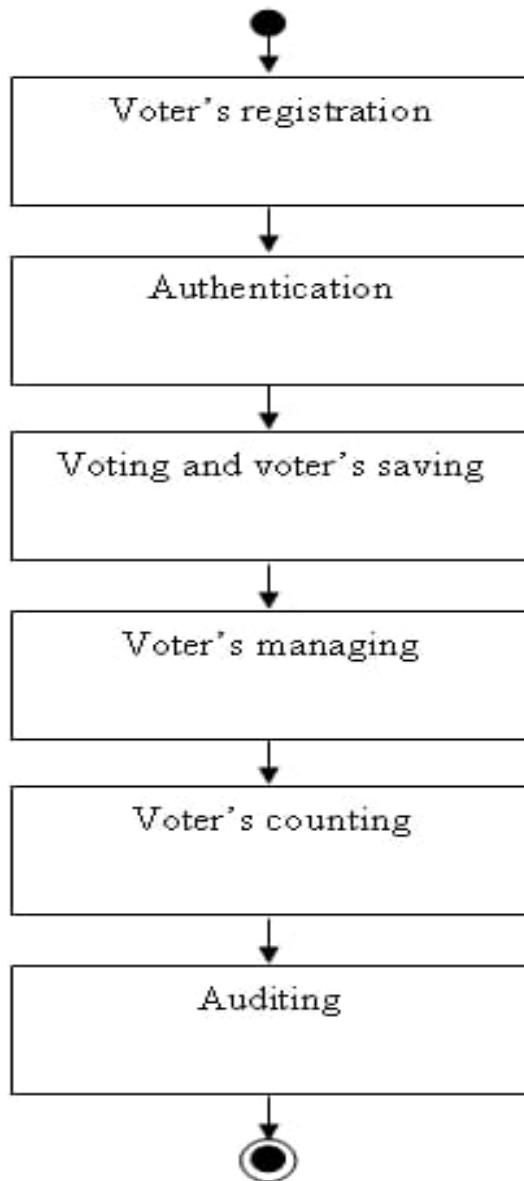 Voter’s registration
Authentication
Voting and voter’s saving
Voter’s managing
Voter’s counting
Auditing